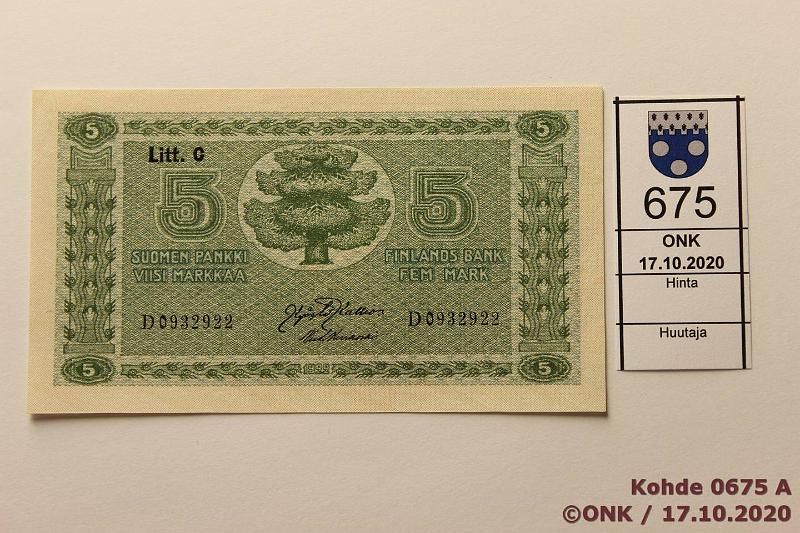 5 5
Litt. C
5 5
SUOMEN PANKKI
VIISI MARKKAA
FINLANDS BANK
FEM MARK
D0932922
D0932922
5 5
675
ONK
17.10.2020
Hinta
Huutaja
Kohde 0675 A
©ONK / 17.10.2020